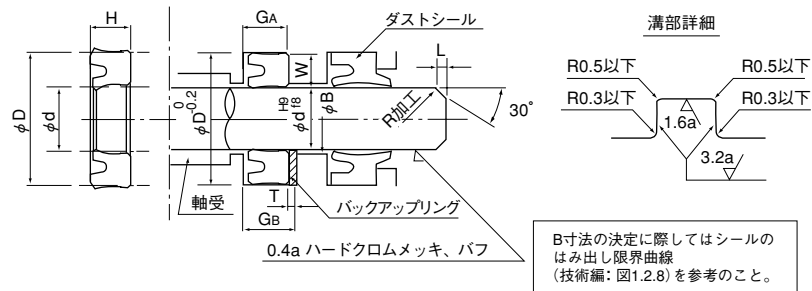 H
GA
ダストシール
溝部詳細
W
L
R0.5以下
R0.5以下
R0.3以下
R0.3以下
1.6a
3.2a
φD
φd
φD 0 -0.2
φd H9 f8
φB
R加工
30°
軸受
T
GB
バックアップリング
0.4a ハードクロムメッキ、バフ
B寸法の決定に際してはシールの
はみ出し限界曲線
（技術編：図1.2.8）を参考のこと。